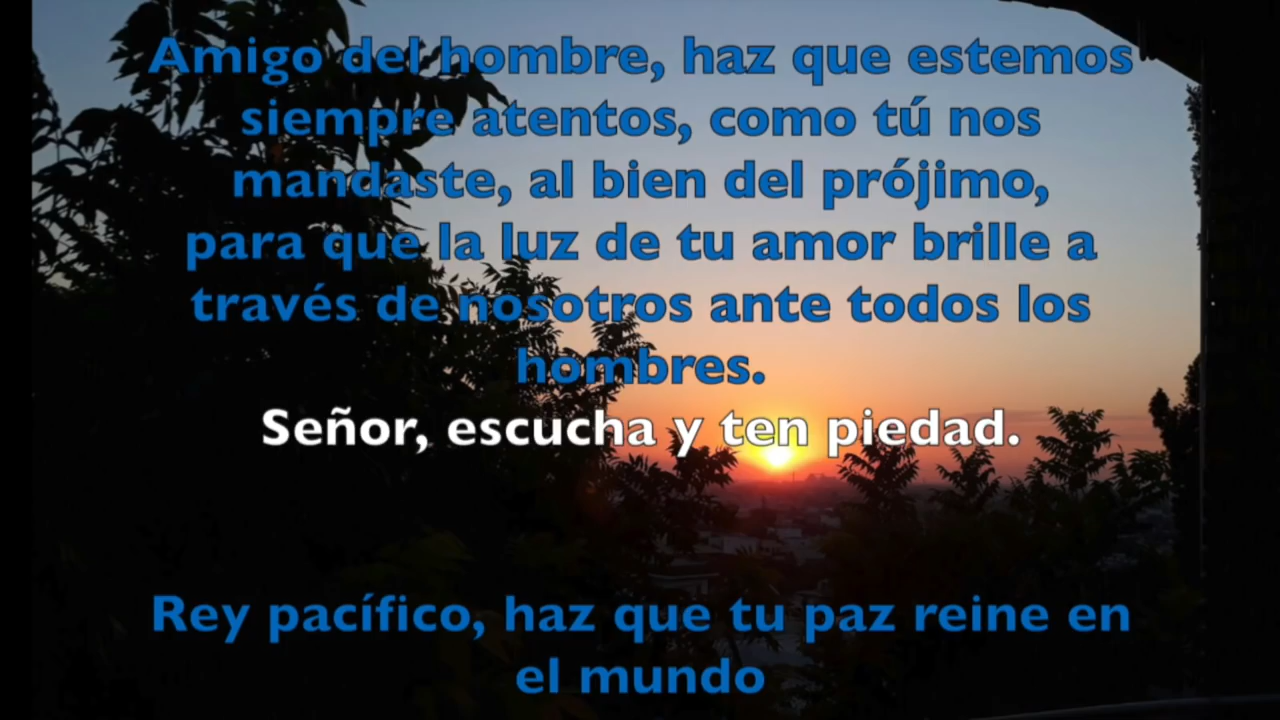 Amigo del hombre, haz que estemos
siempre atentos, como tú nos
mandaste, al bien del prójimo,
para que la luz de tu amor brille a
través de nosotros ante todos los
hombres.
Señor, escucha y ten piedad.
Rey pacífico, haz que tu paz reine en
el mundo